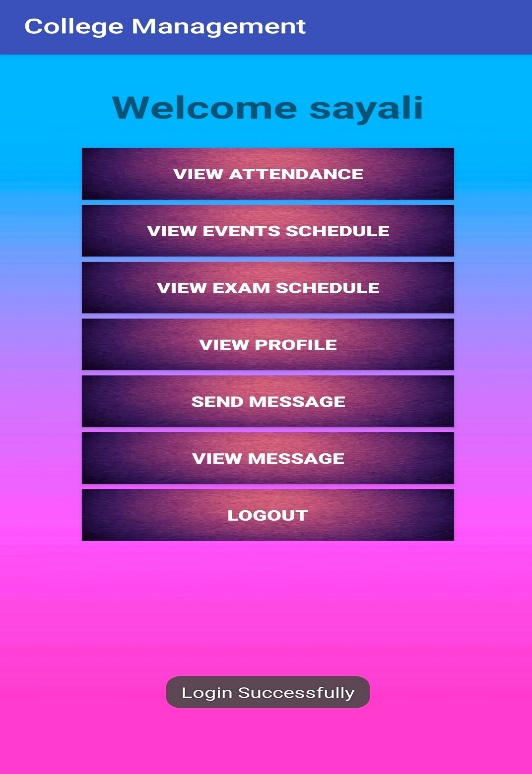 College Management
Welcome sayali
VIEW ATTENDANCE
VIEW EVENTS SCHEDULE
VIEW EXAM SCHEDULE
VIEW PROFILE
SEND MESSAGE
VIEW MESSAGE
LOGOUT
Login Successfully